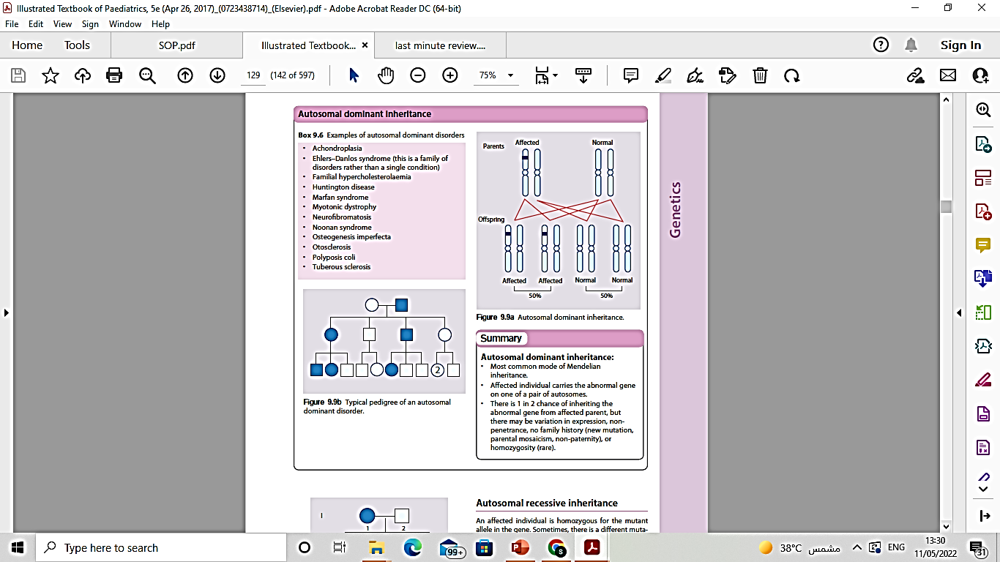 Illustrated Textbook of Paediatrics, 5e (Apr 26, 2017)_(0723438714)_(Elsevier).pdf - Adobe Acrobat Reader DC (64-bit)
File Edit View Sign Window Help
Home Tools SOP.pdf Illustrated Textbook... × last minute review.... Sign In
129 (142 of 597) 75%
Autosomal dominant inheritance
Box 9.6 Examples of autosomal dominant disorders
• Achondroplasia
• Ehlers–Danlos syndrome (this is a family of
disorders rather than a single condition)
• Familial hypercholesterolaemia
• Huntington disease
• Marfan syndrome
• Myotonic dystrophy
• Neurofibromatosis
• Noonan syndrome
• Osteogenesis imperfecta
• Otosclerosis
• Polyposis coli
• Tuberous sclerosis
2
Figure 9.9b Typical pedigree of an autosomal
dominant disorder.
Parents Affected Normal
Offspring
Affected Affected Normal Normal
50% 50%
Figure 9.9a Autosomal dominant inheritance.
Summary
Autosomal dominant inheritance:
• Most common mode of Mendelian
inheritance.
• Affected individual carries the abnormal gene
on one of a pair of autosomes.
• There is 1 in 2 chance of inheriting the
abnormal gene from affected parent, but
there may be variation in expression, non-
penetrance, no family history (new mutation,
parental mosaicism, non-paternity), or
homozygosity (rare).
Genetics
I
1 2
Autosomal recessive inheritance
An affected individual is homozygous for the mutant
allele in the gene. Sometimes, there is a different muta-
Type here to search
99+
38°C مشمس
ENG
13:30
11/05/2022
31